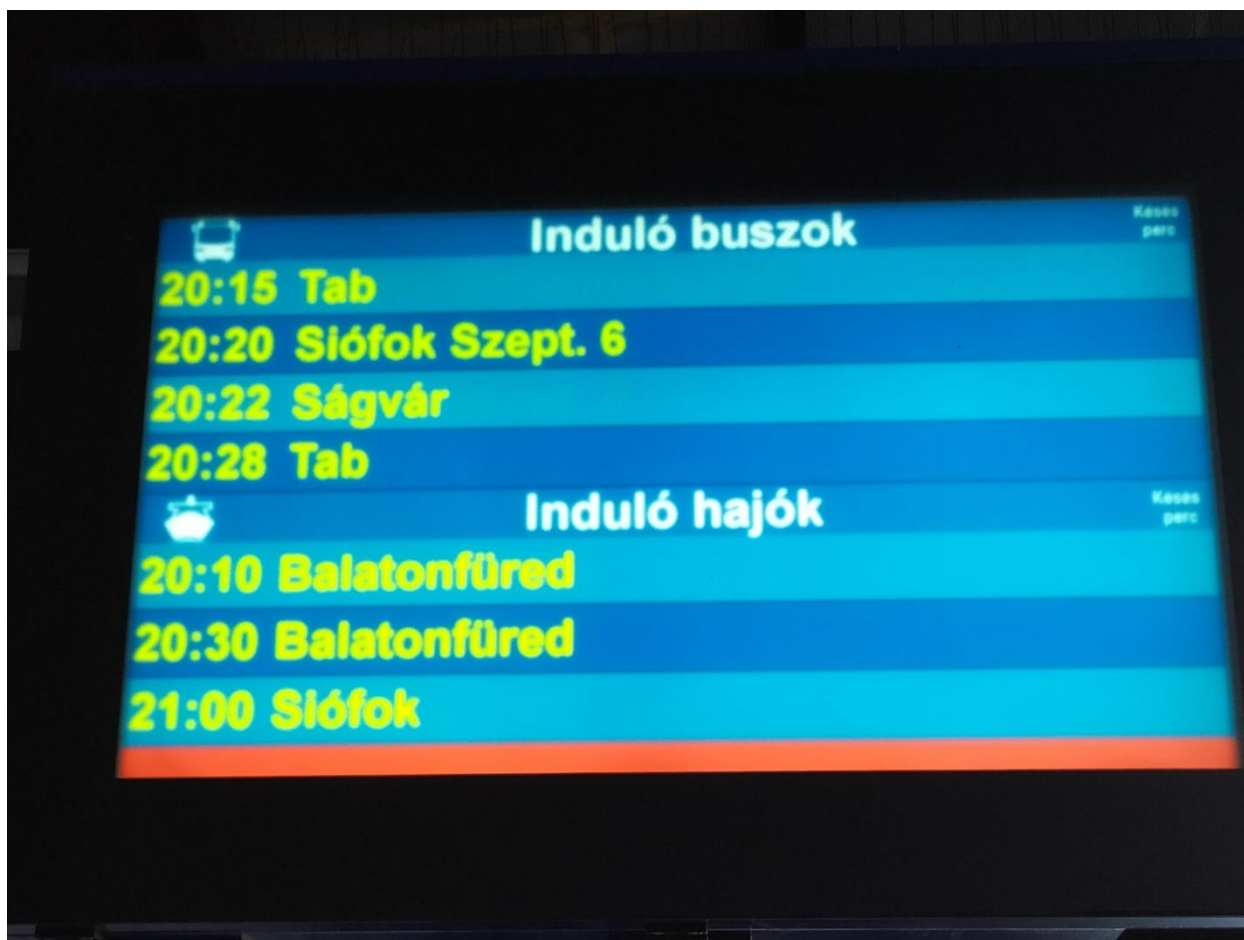 Induló buszok
Késés
perc
20:15 Tab
20:20 Siófok Szept. 6
20:22 Ságvár
20:28 Tab
Induló hajók
Késés
perc
20:10 Balatonfüred
20:30 Balatonfüred
21:00 Siófok